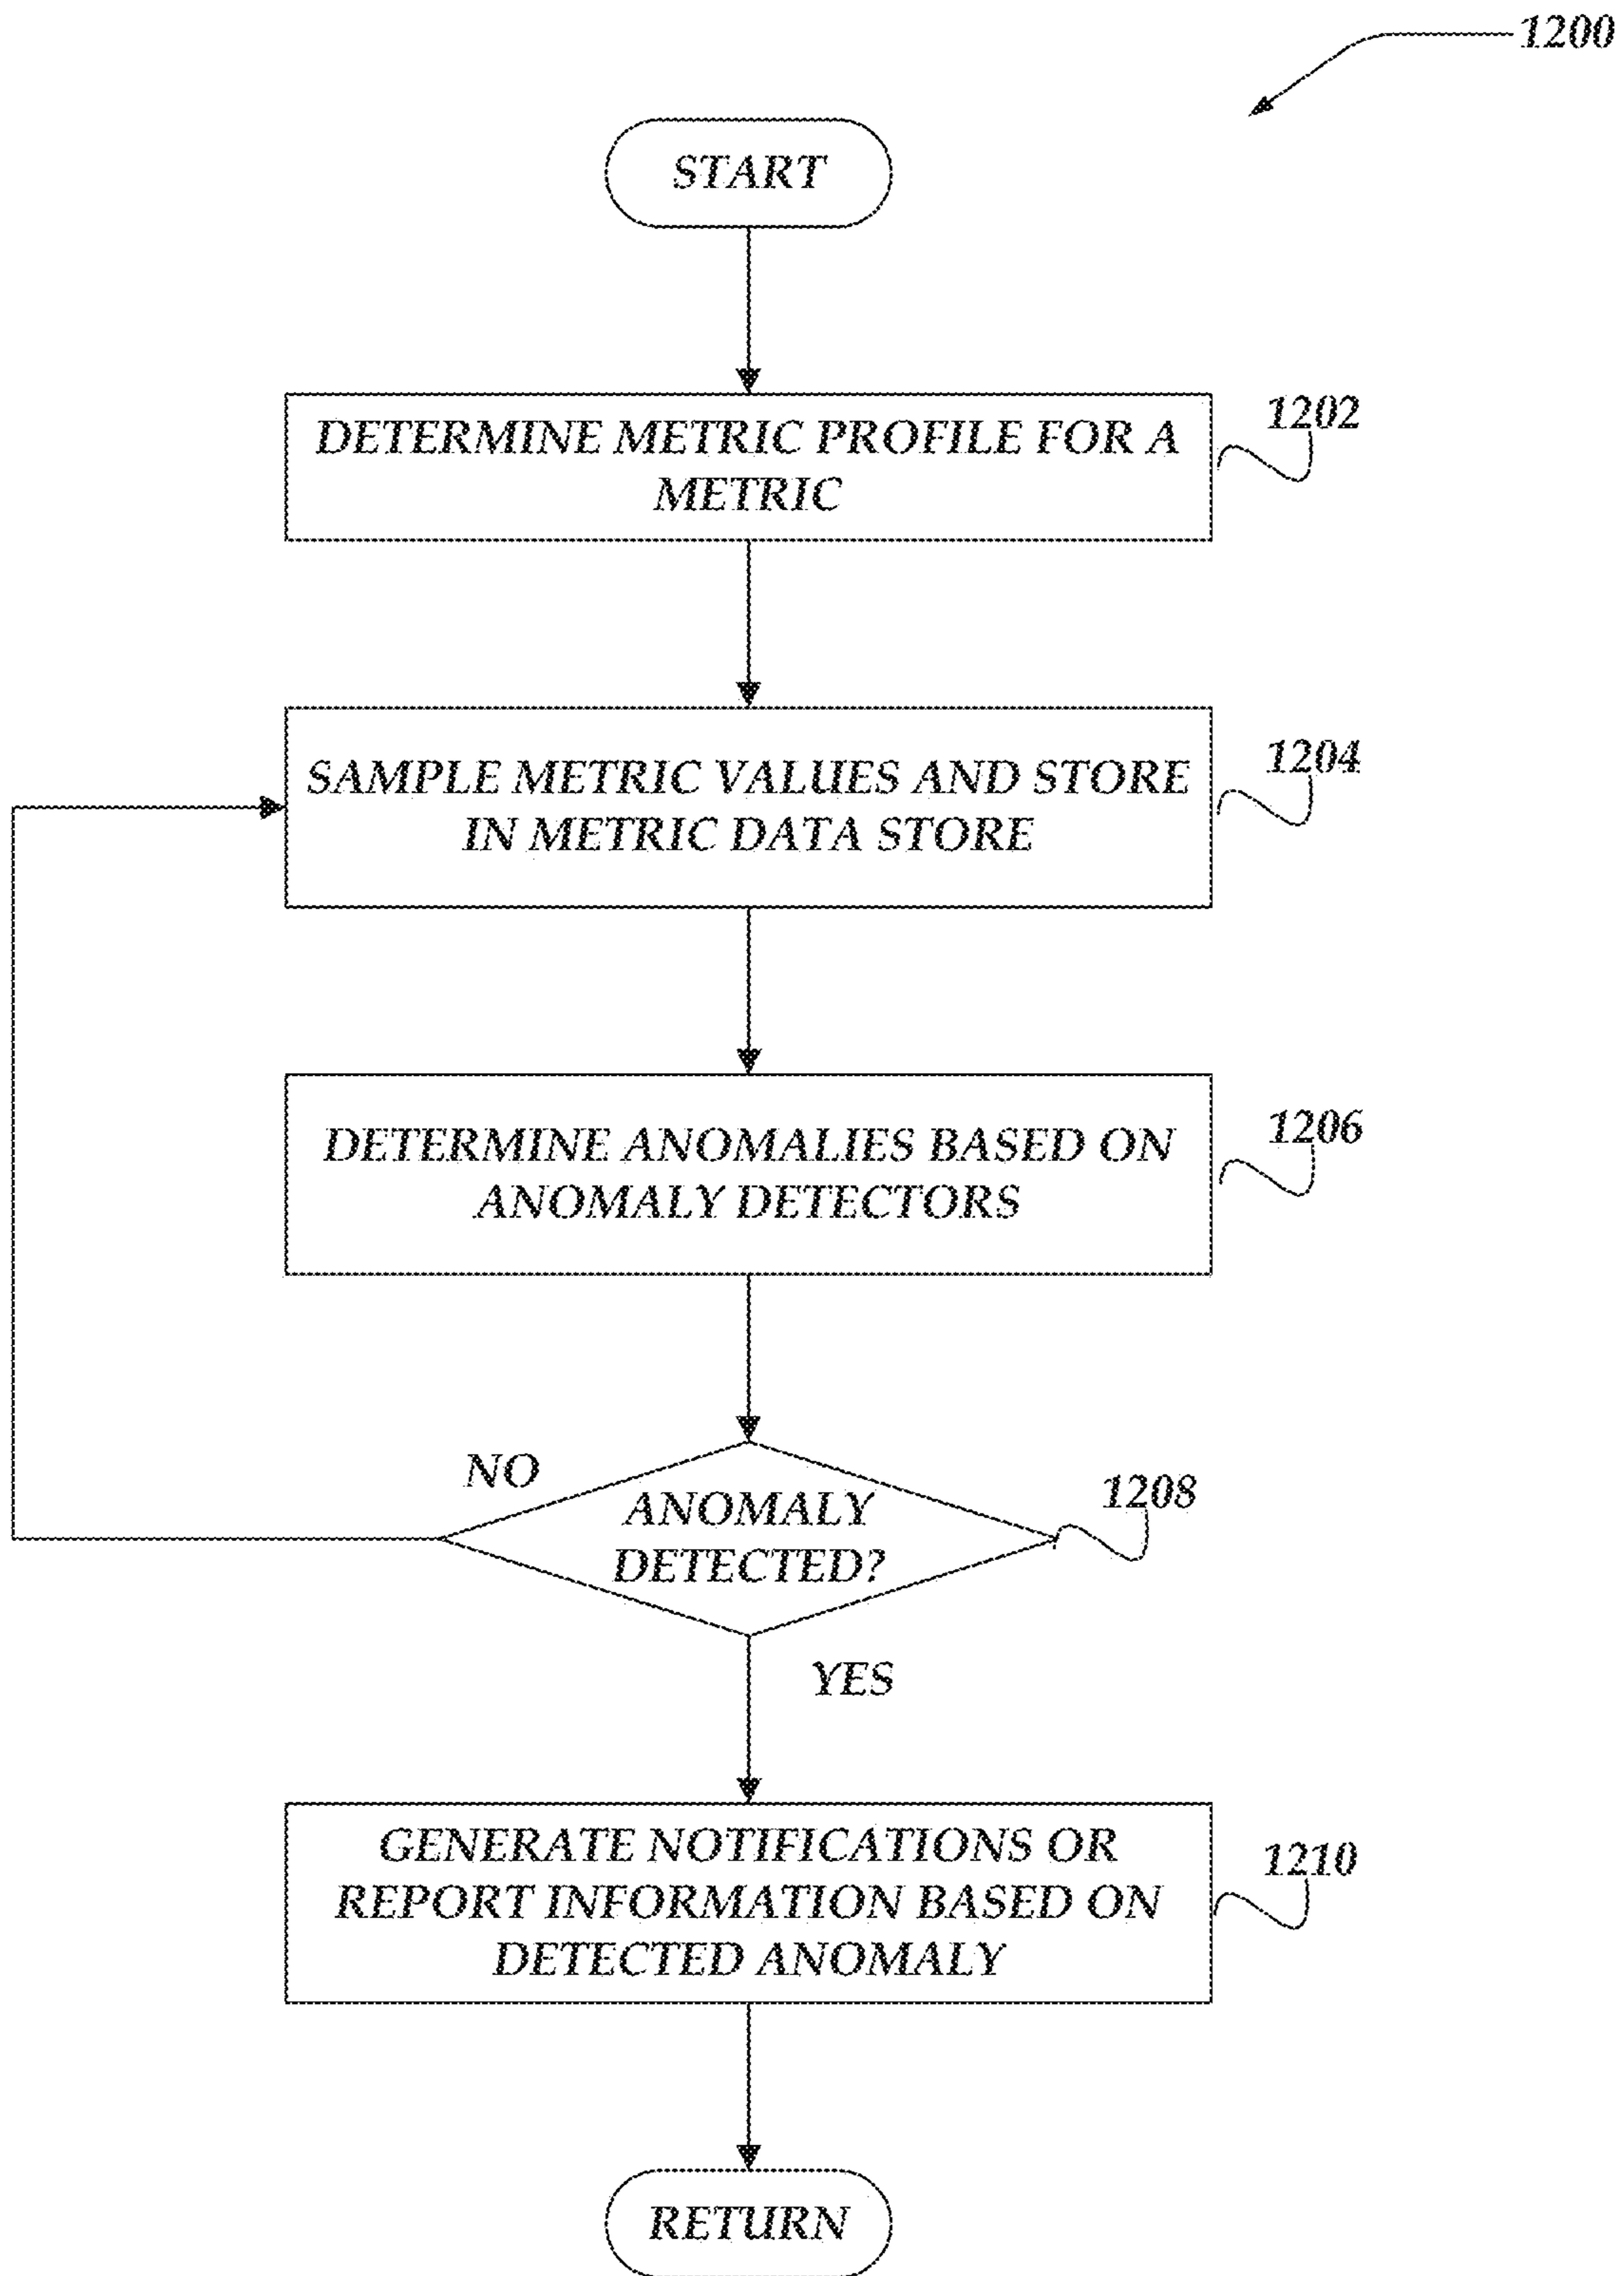 1200
START
DETERMINE METRIC PROFILE FOR A
METRIC
1202
SAMPLE METRIC VALUES AND STORE
IN METRIC DATA STORE
1204
DETERMINE ANOMALIES BASED ON
ANOMALY DETECTORS
1206
NO
ANOMALY
DETECTED?
1208
YES
GENERATE NOTIFICATIONS OR
REPORT INFORMATION BASED ON
DETECTED ANOMALY
1210
RETURN